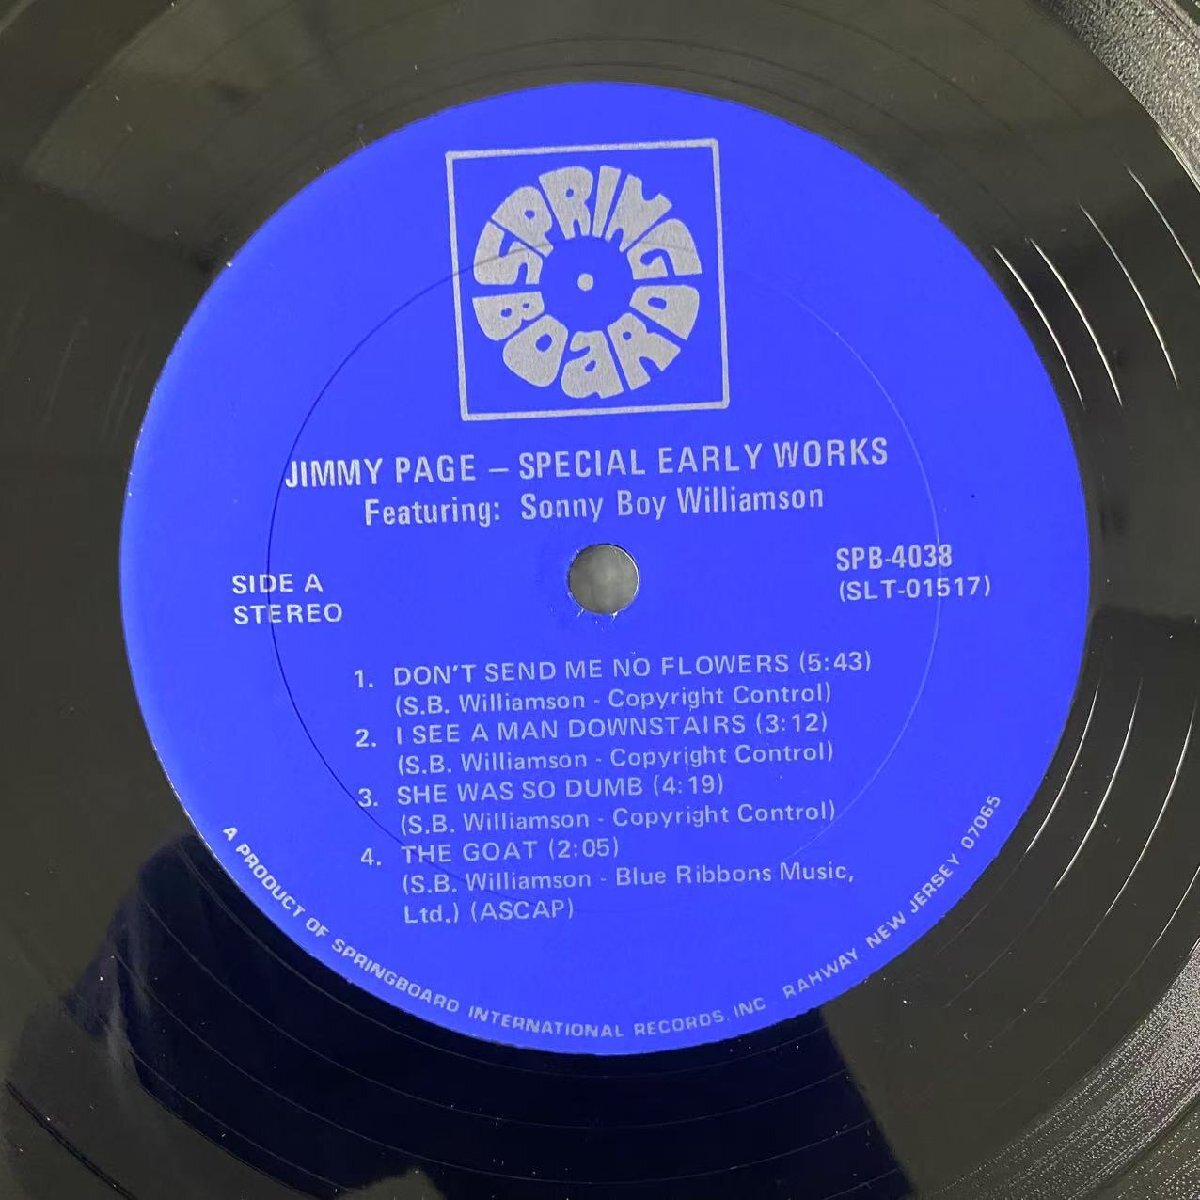 SPRING
BOARD
JIMMY PAGE – SPECIAL EARLY WORKS
Featuring: Sonny Boy Williamson
SIDE A
STEREO
SPB-4038
(SLT-01517)
1. DON'T SEND ME NO FLOWERS (5:43)
(S.B. Williamson - Copyright Control)
2. I SEE A MAN DOWNSTAIRS (3:12)
(S.B. Williamson - Copyright Control)
3. SHE WAS SO DUMB (4:19)
(S.B. Williamson - Copyright Control)
4. THE GOAT (2:05)
(S.B. Williamson - Blue Ribbons Music,
Ltd.) (ASCAP)
A PRODUCT OF SPRINGBOARD INTERNATIONAL RECORDS, INC RAHWAY NEW JERSEY 07065